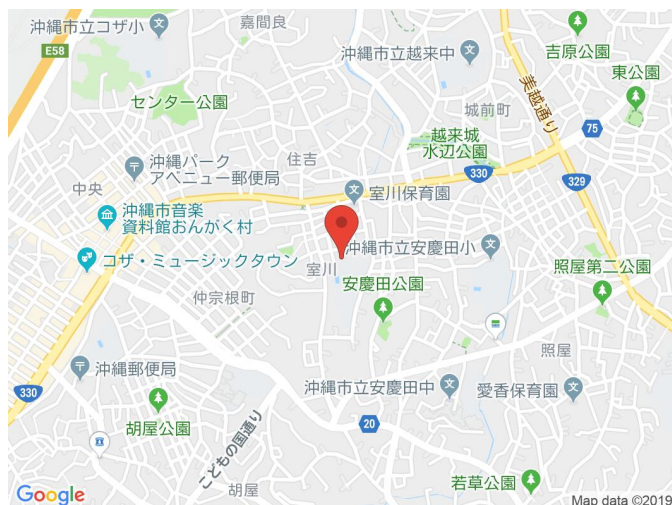 沖縄市立コザ小
嘉間良
吉原公園
E58
沖縄市立越来中
東公園
美越通り
センター公園
城前町
75
越来城
水辺公園
住吉
沖縄パーク
アベニュー郵便局
330
329
中央
室川保育園
沖縄市音楽
資料館おんがく村
沖縄市立安慶田小
コザ・ミュージックタウン
室川
照屋第二公園
安慶田公園
仲宗根町
照屋
沖縄郵便局
沖縄市立安慶田中
愛香保育園
330
胡屋公園
20
こどもの国通り
若草公園
胡屋
Google
Map data ©2019